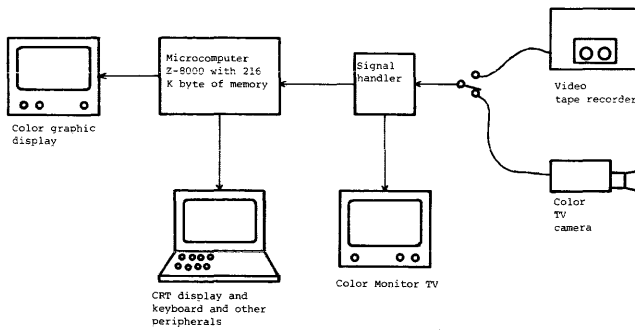 Microcomputer
Z-8000 with 216
K byte of memory
Signal
handler
Video
tape recorder
Color graphic
display
Color
TV
camera
CRT display and
keyboard and other
peripherals
Color Monitor TV